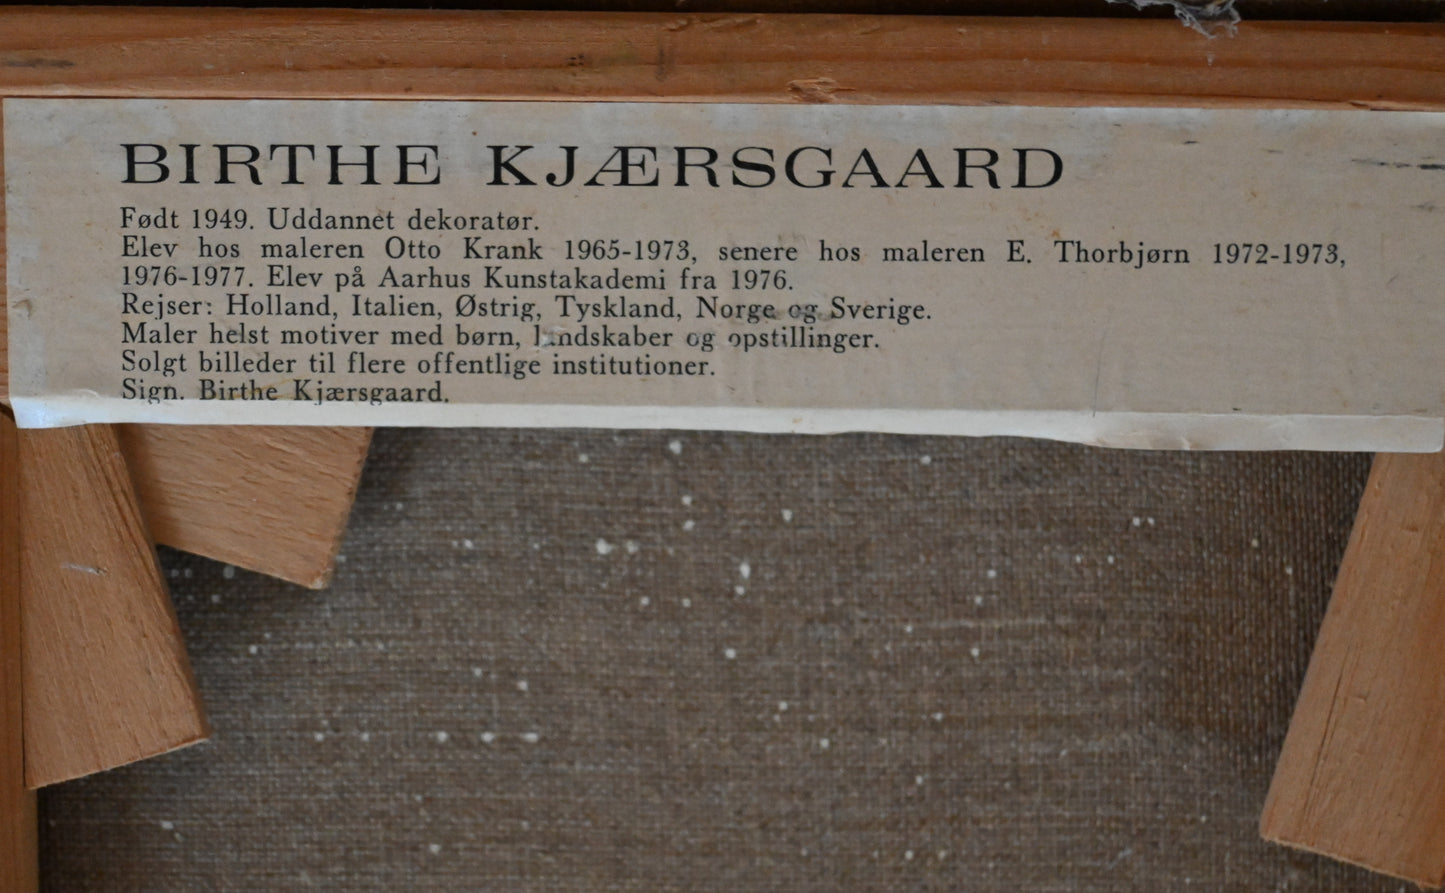 BIRTHE KJÆRSGAARD
Født 1949. Uddannet dekoratør.
Elev hos maleren Otto Krank 1965-1973, senere hos maleren E. Thorbjørn 1972-1973,
1976-1977. Elev på Aarhus Kunstakademi fra 1976.
Rejser: Holland, Italien, Østrig, Tyskland, Norge og Sverige.
Maler helst motiver med børn, landskaber og opstillinger.
Solgt billeder til flere offentlige institutioner.
Sign. Birthe Kjærsgaard.